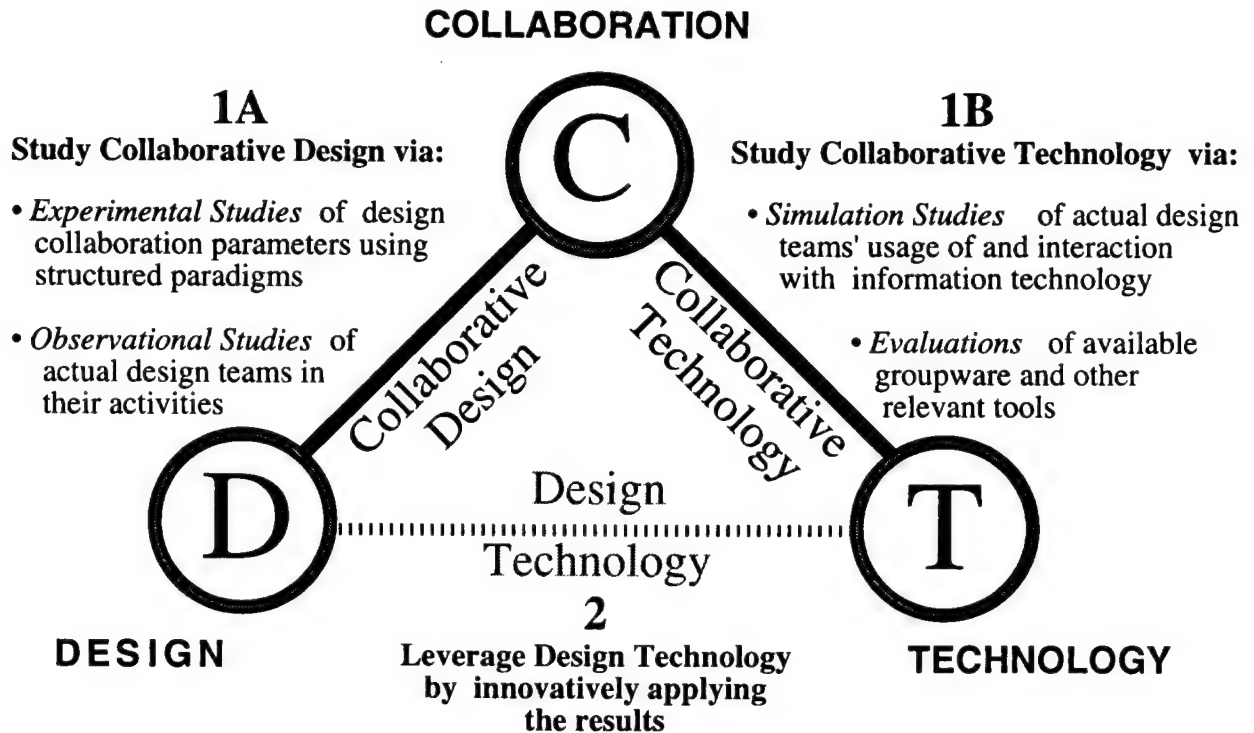 COLLABORATION
1A
Study Collaborative Design via:
• Experimental Studies of design
collaboration parameters using
structured paradigms
• Observational Studies of
actual design teams in
their activities
C
1B
Study Collaborative Technology via:
• Simulation Studies of actual design
teams' usage of and interaction
with information technology
• Evaluations of available
groupware and other
relevant tools
Collaborative
Design
Collaborative
Technology
D
Design
Technology
T
DESIGN
2
Leverage Design Technology
by innovatively applying
the results
TECHNOLOGY